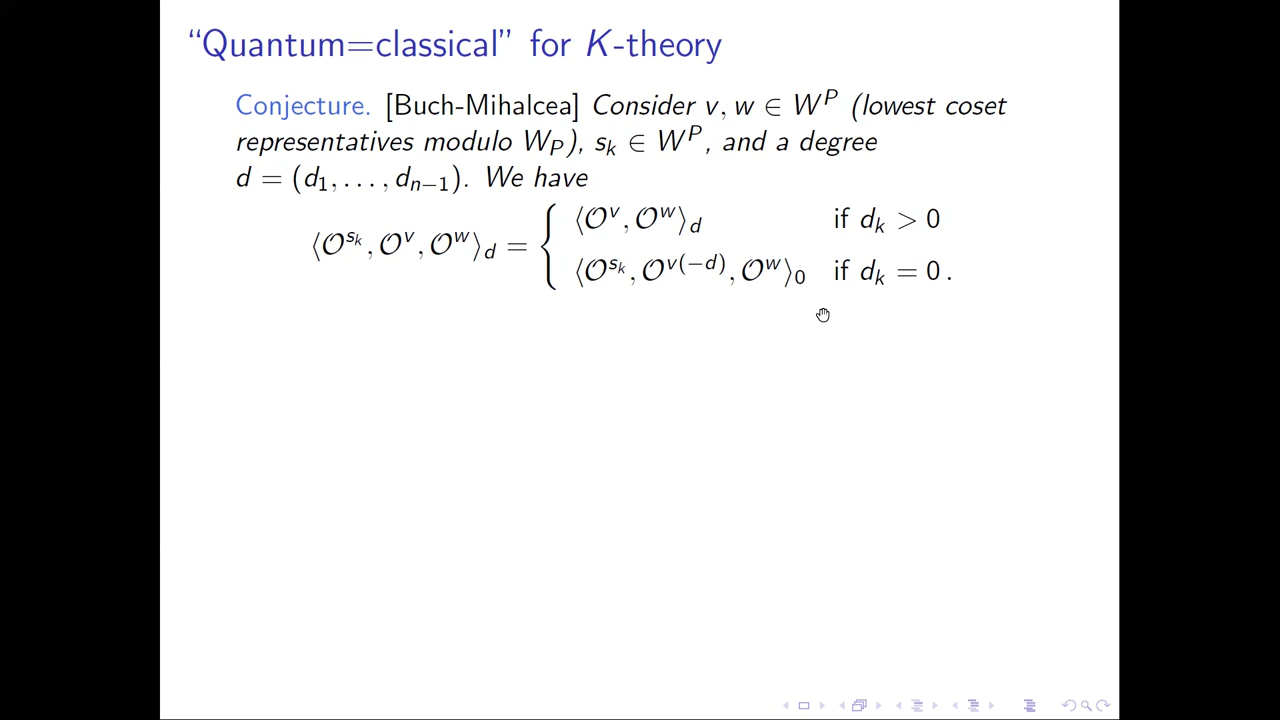 “Quantum=classical” for K-theory
Conjecture. [Buch-Mihalcea] Consider v, w ∈ W^P (lowest coset
representatives modulo W_P), s_k ∈ W^P, and a degree
d = (d_1, . . . , d_{n−1}). We have
⟨O^{s_k}, O^v, O^w⟩_d = { ⟨O^v, O^w⟩_d if d_k > 0
⟨O^{s_k}, O^{v(−d)}, O^w⟩_0 if d_k = 0 .